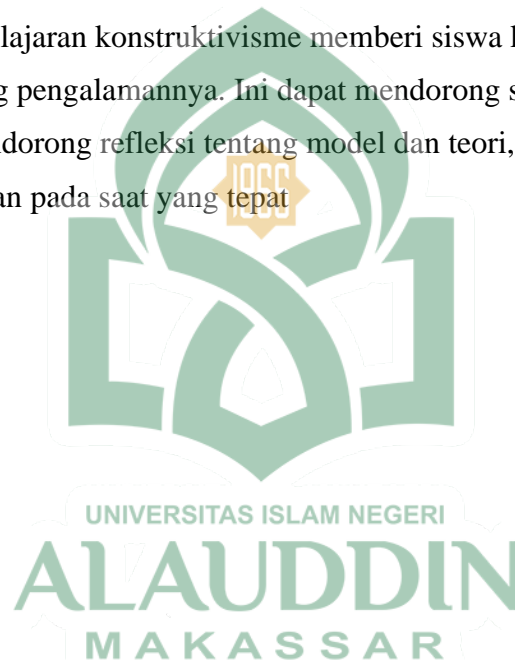 lajaran konstruktivisme memberi siswa
g pengalamannya. Ini dapat mendorong s
dorong refleksi tentang model dan teori,
an pada saat yang tepat
1965
UNIVERSITAS ISLAM NEGERI
ALAUDDIN
MAKASSAR